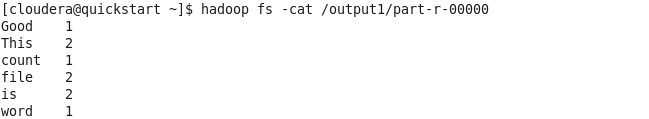 [cloudera@quickstart ~]$ hadoop fs -cat /output1/part-r-00000
Good    1
This    2
count   1
file    2
is      2
word    1